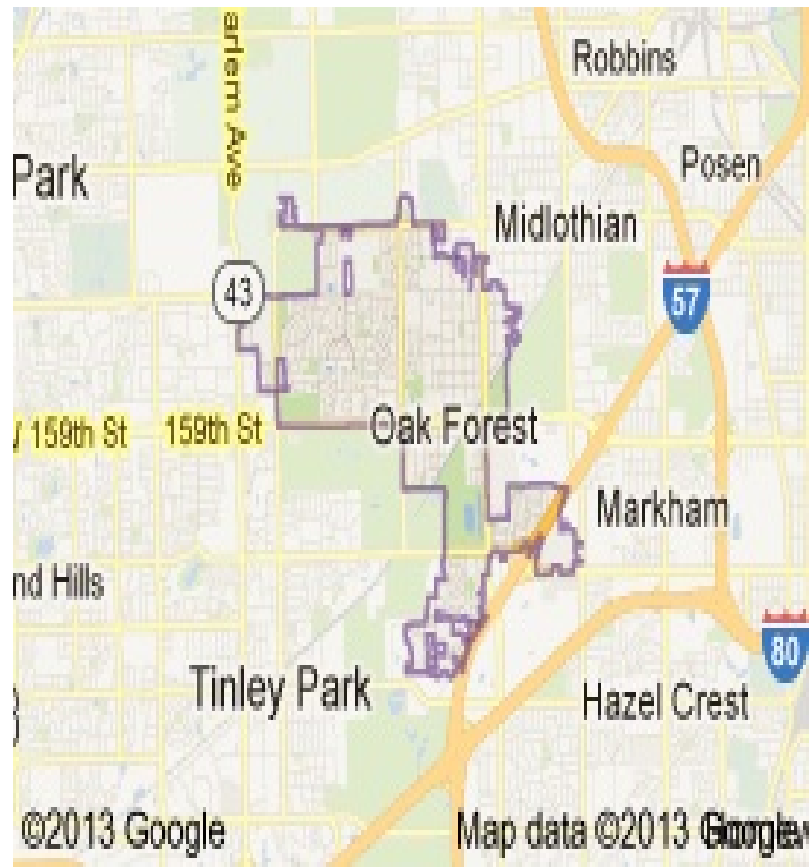 Harlem Ave
Robbins
Park
Posen
Midlothian
43
57
159th St
159th St
Oak Forest
Markham
nd Hills
Tinley Park
80
Hazel Crest
©2013 Google
Map data ©2013 Google